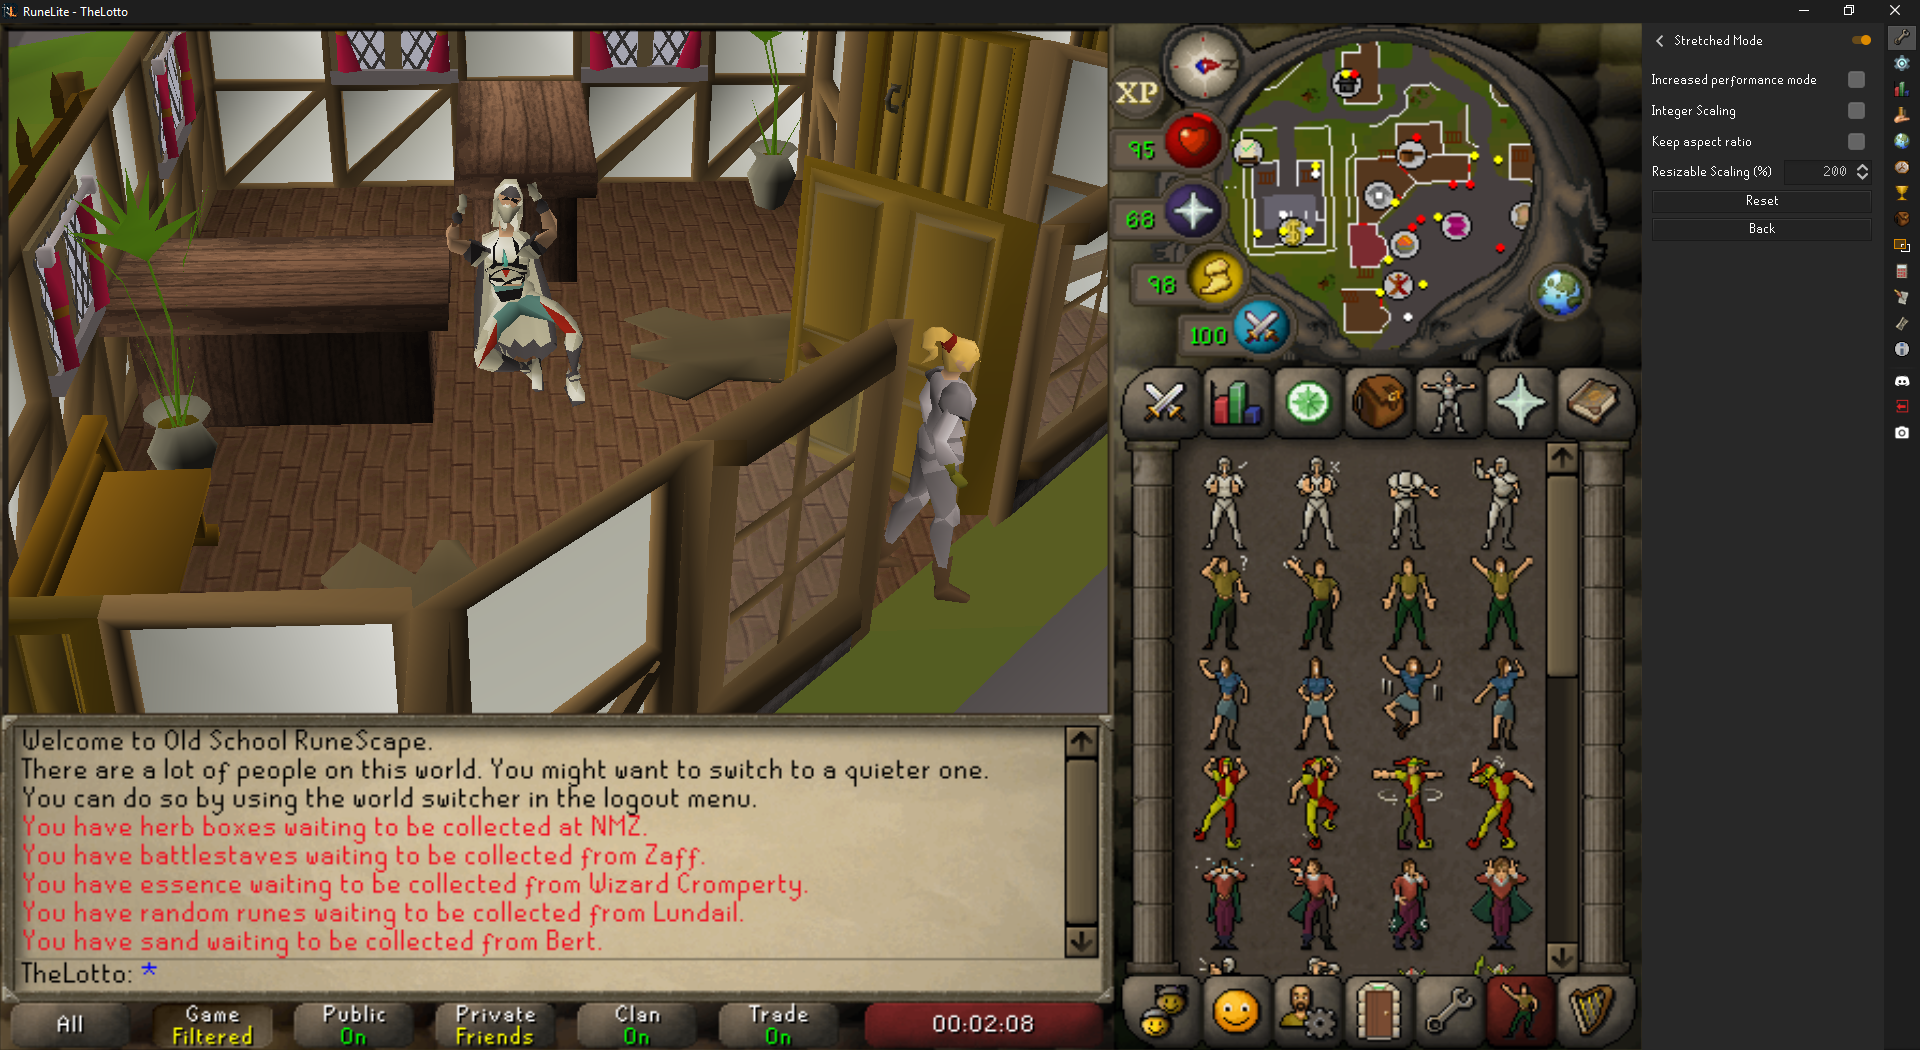 RuneLite - TheLotto
XP
95
68
98
100
Stretched Mode
Increased performance mode
Integer Scaling
Keep aspect ratio
Resizable Scaling (%) 200
Reset
Back
Welcome to Old School RuneScape.
There are a lot of people on this world. You might want to switch to a quieter one.
You can do so by using the world switcher in the logout menu.
You have herb boxes waiting to be collected at NMZ.
You have battlestaves waiting to be collected from Zaff.
You have essence waiting to be collected from Wizard Cromperty.
You have random runes waiting to be collected from Lundail.
You have sand waiting to be collected from Bert.
TheLotto: *
All
Game
Filtered
Public
On
Private
Friends
Clan
On
Trade
On
00:02:08